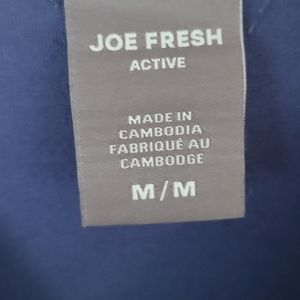 JOE FRESH
ACTIVE
MADE IN
CAMBODIA
FABRIQUÉ AU
CAMBODGE
M/M